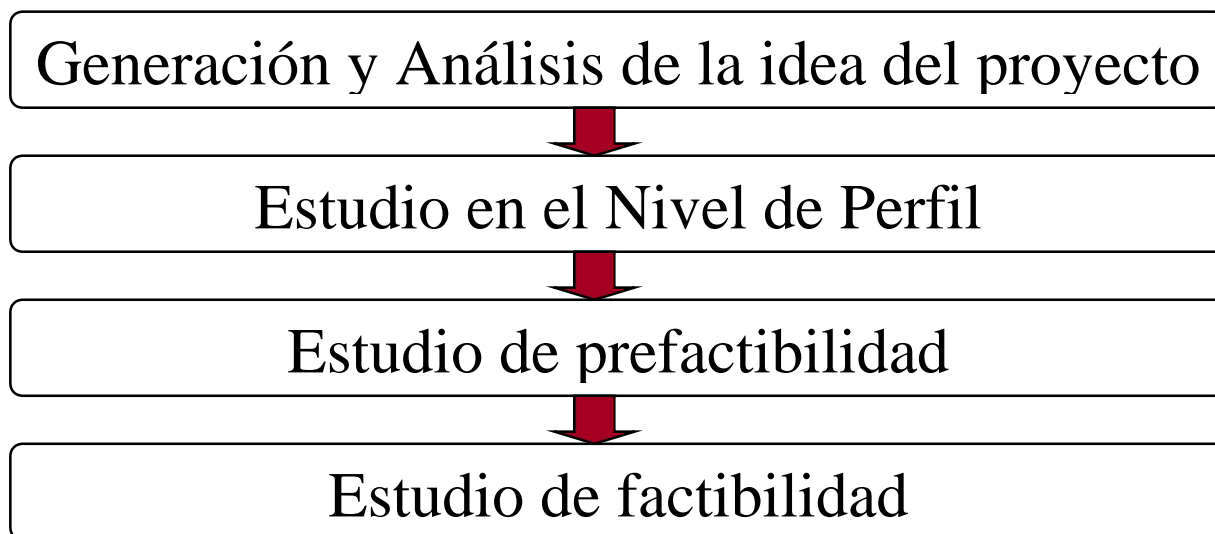 Generación y Análisis de la idea del proyecto
Estudio en el Nivel de Perfil
Estudio de prefactibilidad
Estudio de factibilidad